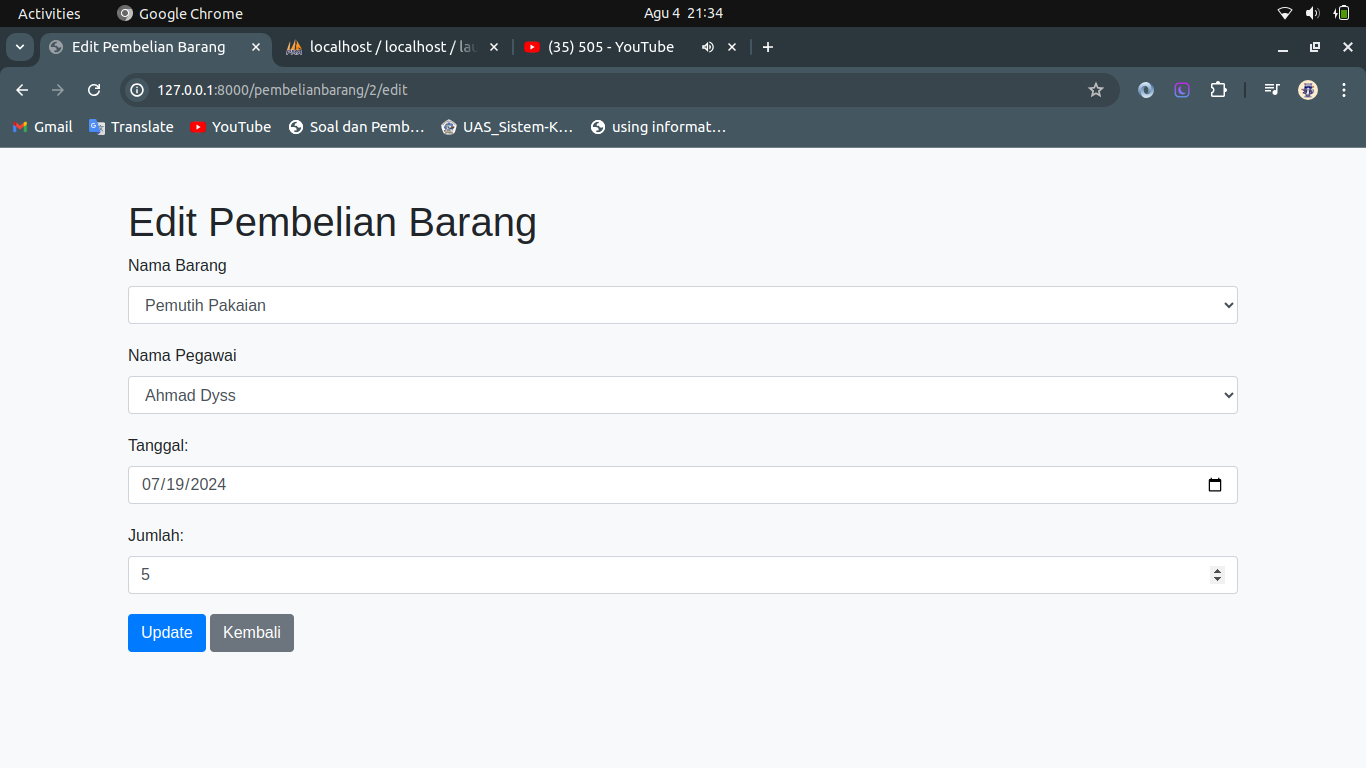 Activities Google Chrome Agu 4 21:34
Edit Pembelian Barang localhost / localhost / lau (35) 505 - YouTube
127.0.0.1:8000/pembelianbarang/2/edit
Gmail Translate YouTube Soal dan Pemb… UAS_Sistem-K… using informat…
Edit Pembelian Barang
Nama Barang
Pemutih Pakaian
Nama Pegawai
Ahmad Dyss
Tanggal:
07/19/2024
Jumlah:
5
Update Kembali